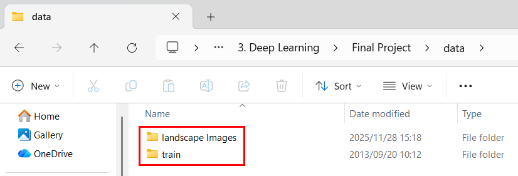 data
3. Deep Learning
Final Project
data
New
Sort
View
Home
Gallery
OneDrive
Name
Date modified
Type
landscape Images
2025/11/28 15:18
File folder
train
2013/09/20 10:12
File folder